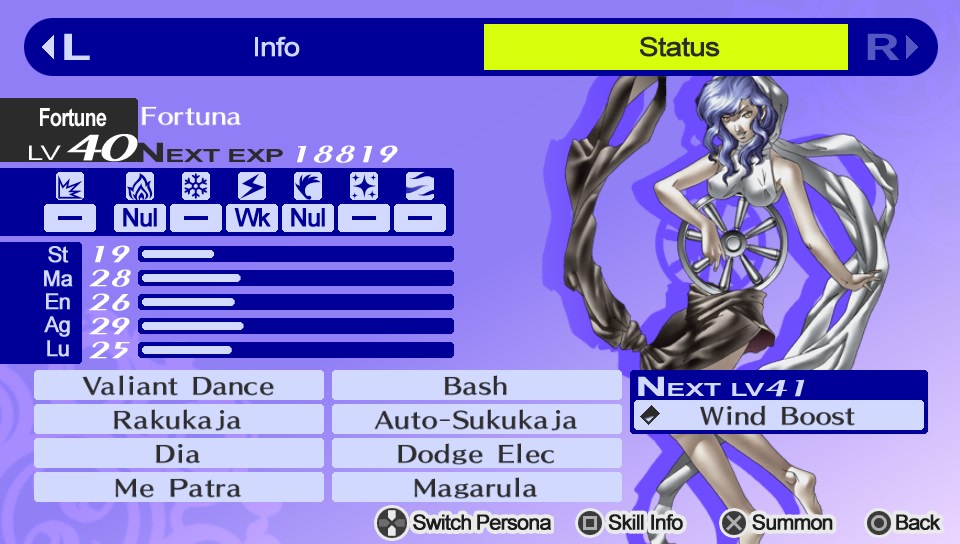 L Info Status R
Fortune Fortuna
LV 40 NEXT EXP 18819
— Nul — Wk Nul — —
St 19
Ma 28
En 26
Ag 29
Lu 25
Valiant Dance Bash
Rakukaja Auto-Sukukaja
Dia Dodge Elec
Me Patra Magarula
NEXT LV41
Wind Boost
Switch Persona Skill Info Summon Back